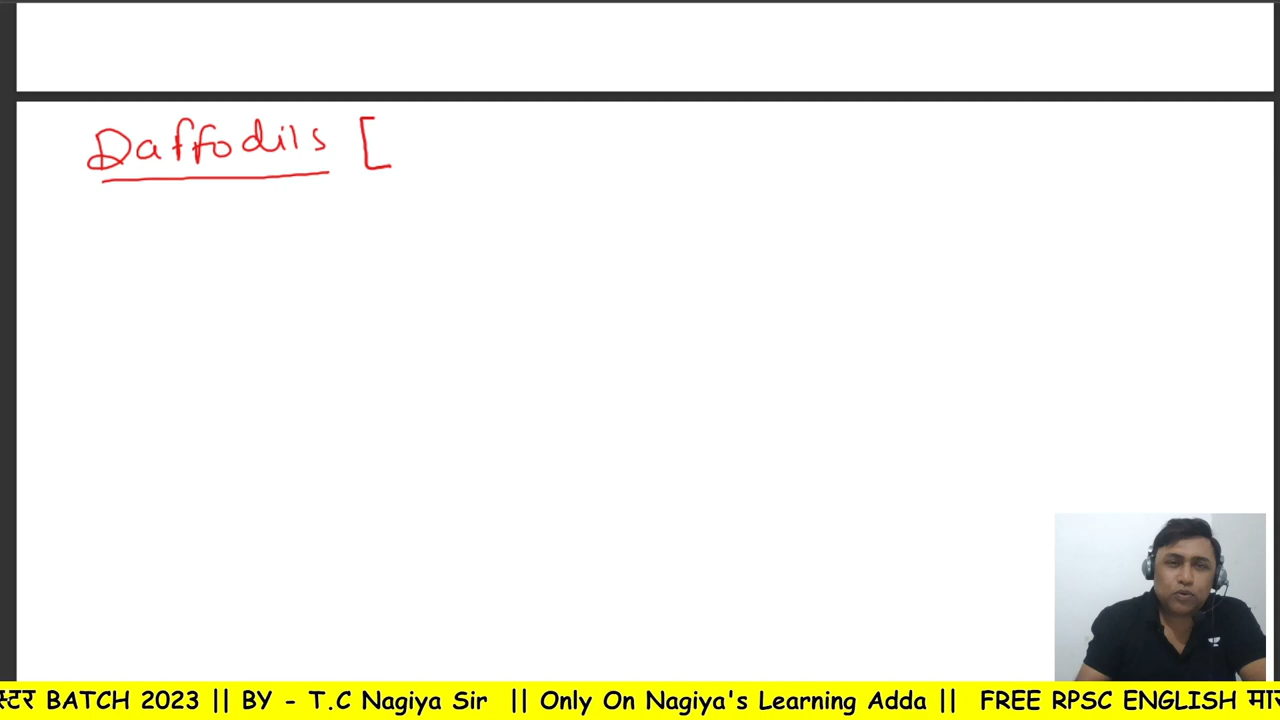 Daffodils [
स्टर BATCH 2023 || BY - T.C Nagiya Sir || Only On Nagiya's Learning Adda || FREE RPSC ENGLISH मार